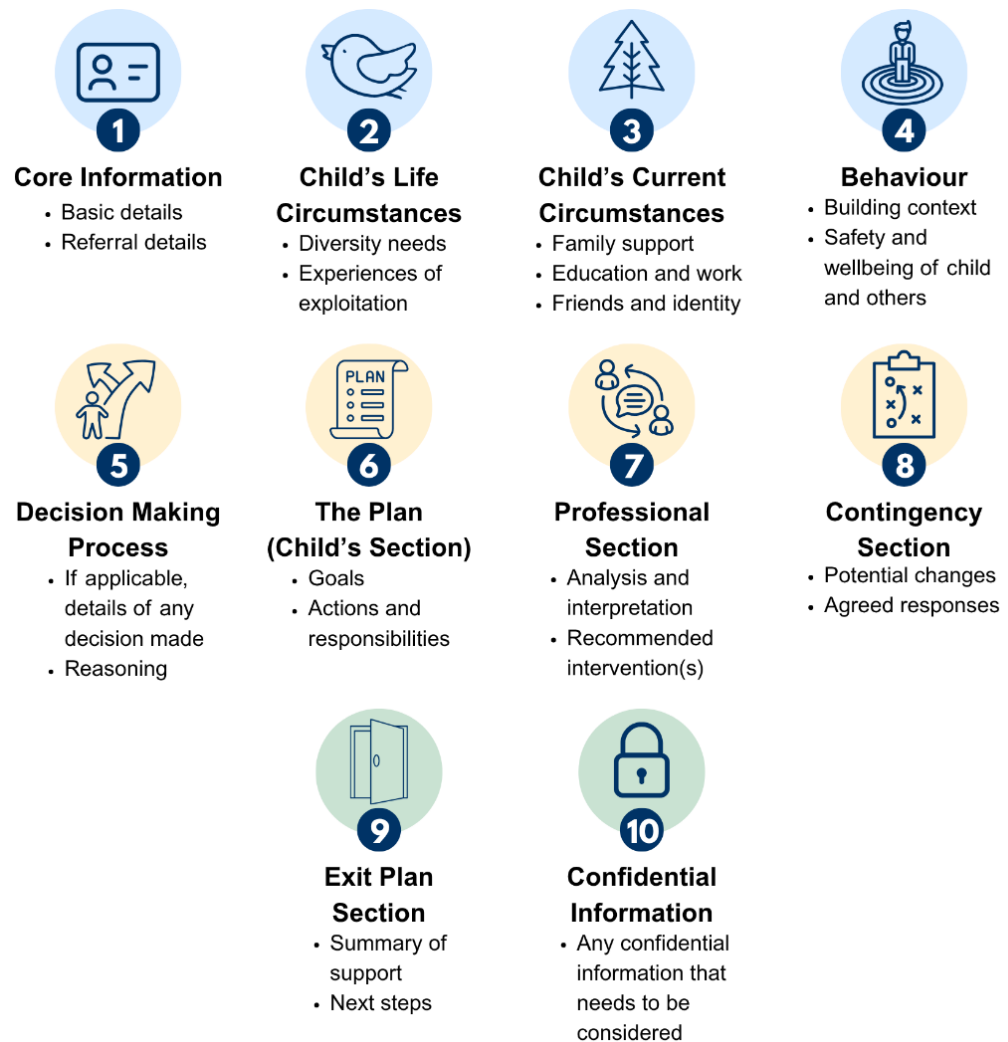 1
Core Information
• Basic details
• Referral details
2
Child's Life
Circumstances
• Diversity needs
• Experiences of
exploitation
3
Child's Current
Circumstances
• Family support
• Education and work
• Friends and identity
4
Behaviour
• Building context
• Safety and
wellbeing of child
and others
5
Decision Making
Process
• If applicable,
details of any
decision made
• Reasoning
PLAN
6
The Plan
(Child's Section)
• Goals
• Actions and
responsibilities
7
Professional
Section
• Analysis and
interpretation
• Recommended
intervention(s)
8
Contingency
Section
• Potential changes
• Agreed responses
9
Exit Plan
Section
• Summary of
support
• Next steps
10
Confidential
Information
• Any confidential
information that
needs to be
considered